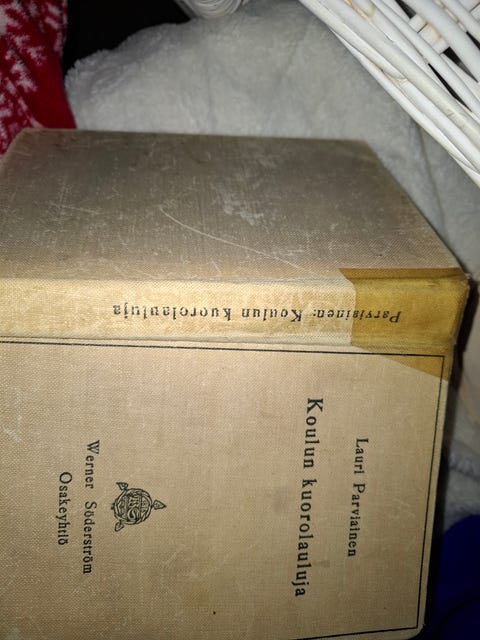 Parviainen: Koulun kuorolauluja
Lauri Parviainen
Koulun kuorolauluja
Werner Söderström
Osakeyhtiö